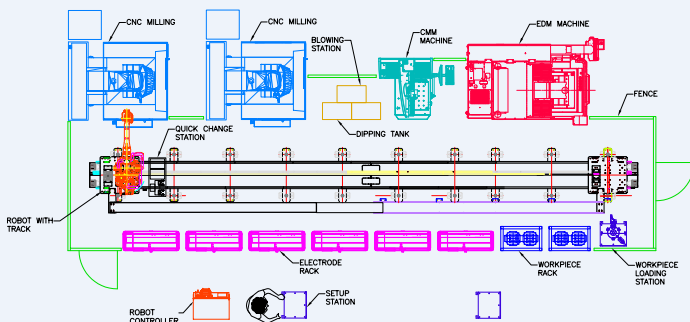 CNC MILLING
CNC MILLING
BLOWING
STATION
CMM
MACHINE
EDM MACHINE
FENCE
QUICK CHANGE
STATION
DIPPING TANK
ROBOT WITH
TRACK
ELECTRODE
RACK
WORKPIECE
RACK
WORKPIECE
LOADING
STATION
SETUP
STATION
ROBOT
CONTROLLER